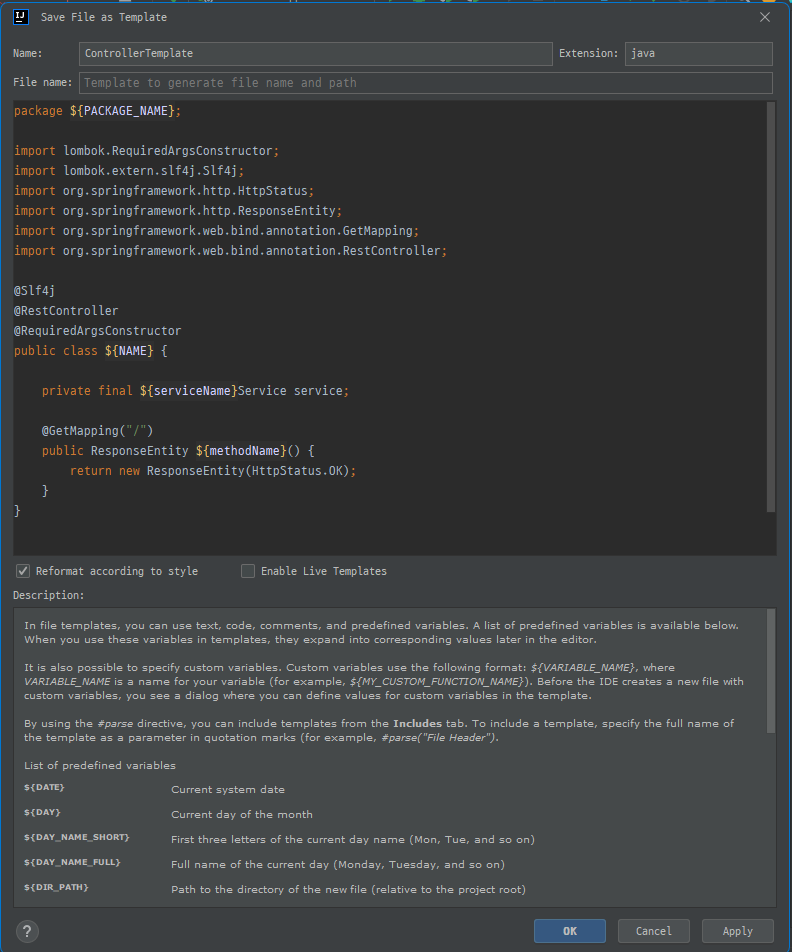 IJ Save File as Template
Name: ControllerTemplate Extension: java
File name: Template to generate file name and path
package ${PACKAGE_NAME};
import lombok.RequiredArgsConstructor;
import lombok.extern.slf4j.Slf4j;
import org.springframework.http.HttpStatus;
import org.springframework.http.ResponseEntity;
import org.springframework.web.bind.annotation.GetMapping;
import org.springframework.web.bind.annotation.RestController;
@Slf4j
@RestController
@RequiredArgsConstructor
public class ${NAME} {
private final ${serviceName}Service service;
@GetMapping("/")
public ResponseEntity ${methodName}() {
return new ResponseEntity(HttpStatus.OK);
}
}
Reformat according to style Enable Live Templates
Description:
In file templates, you can use text, code, comments, and predefined variables. A list of predefined variables is available below.
When you use these variables in templates, they expand into corresponding values later in the editor.
It is also possible to specify custom variables. Custom variables use the following format: ${VARIABLE_NAME}, where
VARIABLE_NAME is a name for your variable (for example, ${MY_CUSTOM_FUNCTION_NAME}). Before the IDE creates a new file with
custom variables, you see a dialog where you can define values for custom variables in the template.
By using the #parse directive, you can include templates from the Includes tab. To include a template, specify the full name of
the template as a parameter in quotation marks (for example, #parse("File Header").
List of predefined variables
${DATE} Current system date
${DAY} Current day of the month
${DAY_NAME_SHORT} First three letters of the current day name (Mon, Tue, and so on)
${DAY_NAME_FULL} Full name of the current day (Monday, Tuesday, and so on)
${DIR_PATH} Path to the directory of the new file (relative to the project root)
? OK Cancel Apply